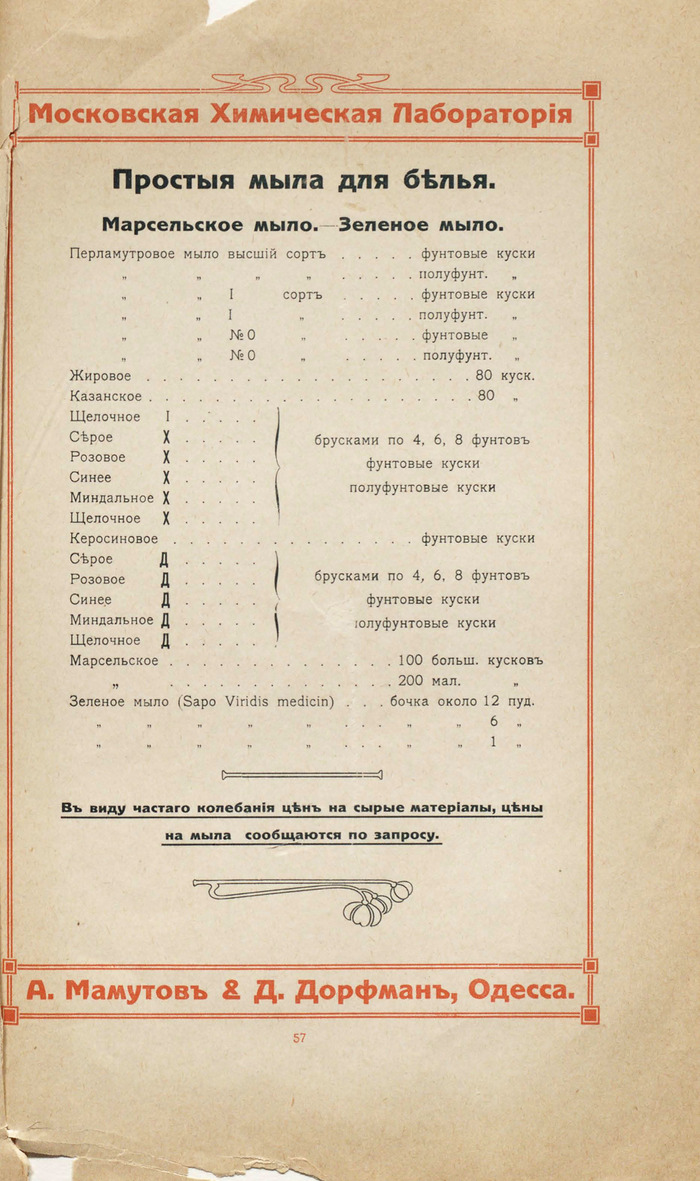 Московская Химическая Лабораторія
Простыя мыла для бѣлья.
Марсельское мыло.—Зеленое мыло.
Перламутровое мыло высшій сортъ . . . . . фунтовые куски
„ „ „ „ . . . . . полуфунт. „
„ „ I сортъ . . . . . фунтовые куски
„ „ I „ . . . . . полуфунт. „
„ „ №0 „ . . . . . фунтовые „
„ „ №0 „ . . . . . полуфунт. „
Жировое . . . . . . . . . . . . . . . . . . . . . 80 куск.
Казанское . . . . . . . . . . . . . . . . . . . . . 80 „
Щелочное I . . . . .
Сѣрое X . . . . . брусками по 4, 6, 8 фунтовъ
Розовое X . . . . . фунтовые куски
Синее X . . . . . полуфунтовые куски
Миндальное X . . . . .
Щелочное X . . . . .
Керосиновое . . . . . . . . . . . . . . . фунтовые куски
Сѣрое Д . . . . .
Розовое Д . . . . . брусками по 4, 6, 8 фунтовъ
Синее Д . . . . . фунтовые куски
Миндальное Д . . . . . полуфунтовые куски
Щелочное Д . . . . .
Марсельское . . . . . . . . . . . . . . 100 больш. кусковъ
„ . . . . . . . . . . . . . . 200 мал. „
Зеленое мыло (Sapo Viridis medicin) . . . бочка около 12 пуд.
„ „ „ „ „ . . . „ „ 6 „
„ „ „ „ „ . . . „ „ 1 „
Въ виду частаго колебанія цѣнъ на сырые матеріалы, цѣны
на мыла сообщаются по запросу.
А. Мамутовъ & Д. Дорфманъ, Одесса.
57